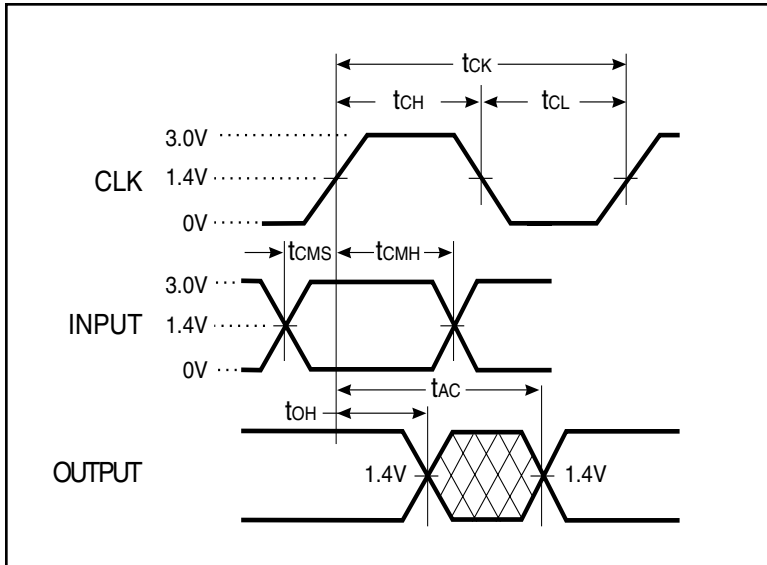 tCK
tCH tCL
3.0V
CLK 1.4V
0V
tCMS tCMH
3.0V
INPUT 1.4V
0V
tAC
tOH
OUTPUT 1.4V 1.4V